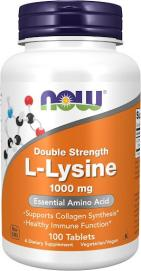 now
Double Strength
L-Lysine
1000 mg
Essential Amino Acid
• Supports Collagen Synthesis*
• Healthy Immune Function*
100 Tablets
A Dietary Supplement Vegetarian/Vegan